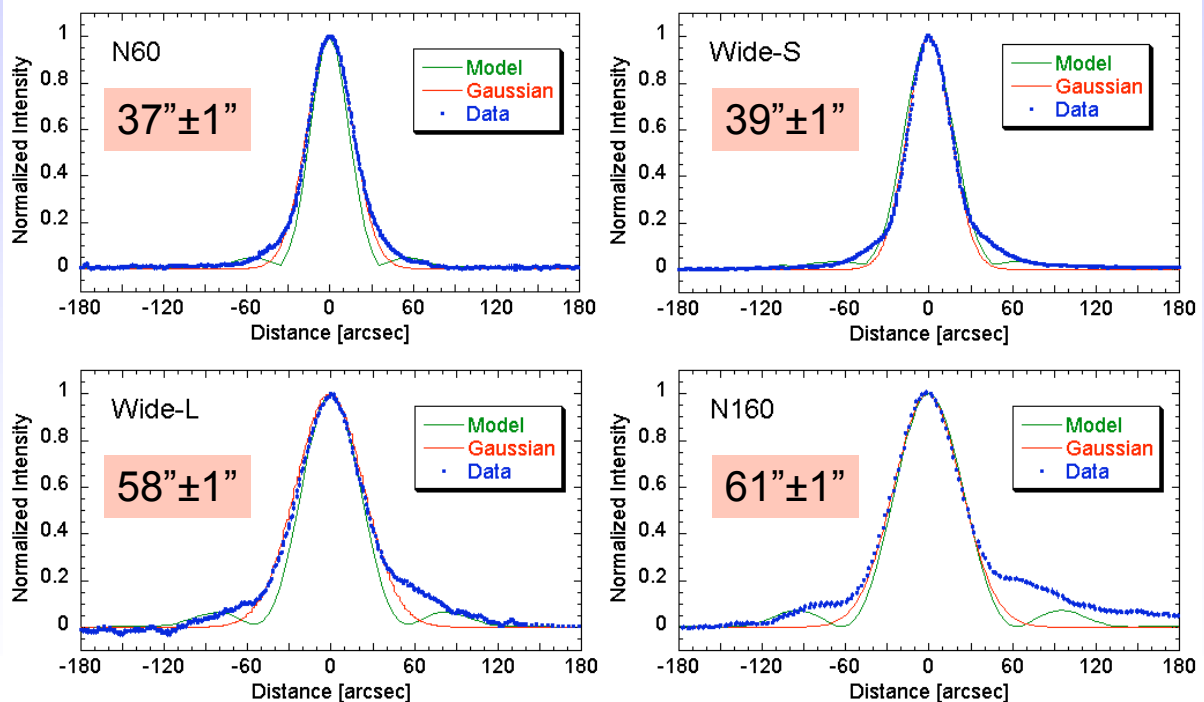 N60
37”±1”
Model
Gaussian
Data
Normalized Intensity
1
0.8
0.6
0.4
0.2
0
-180 -120 -60 0 60 120 180
Distance [arcsec]
Wide-S
39”±1”
Model
Gaussian
Data
Normalized Intensity
1
0.8
0.6
0.4
0.2
0
-180 -120 -60 0 60 120 180
Distance [arcsec]
Wide-L
58”±1”
Model
Gaussian
Data
Normalized Intensity
1
0.8
0.6
0.4
0.2
0
-180 -120 -60 0 60 120 180
Distance [arcsec]
N160
61”±1”
Model
Gaussian
Data
Normalized Intensity
1
0.8
0.6
0.4
0.2
0
-180 -120 -60 0 60 120 180
Distance [arcsec]